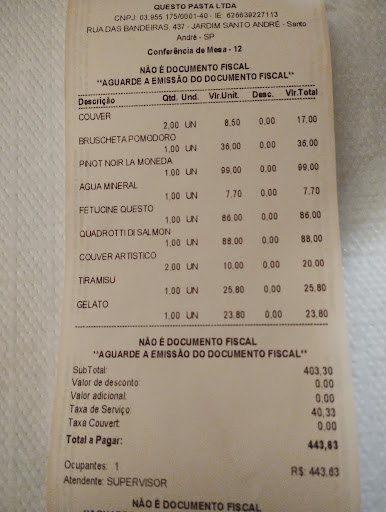 QUESTO PASTA LTDA
CNPJ: 03.955.175/0001-40 - IE: 626639227113
RUA DAS BANDEIRAS, 437 - JARDIM SANTO ANDRÉ - Santo
André - SP
Conferência de Mesa - 12
NÃO É DOCUMENTO FISCAL
"AGUARDE A EMISSÃO DO DOCUMENTO FISCAL"
Descrição Qtd. Und. Vlr.Unit. Desc. Vlr.Total
COUVER
2,00 UN 8,50 0,00 17,00
BRUSCHETA POMODORO
1,00 UN 36,00 0,00 36,00
PINOT NOIR LA MONEDA
1,00 UN 99,00 0,00 99,00
AGUA MINERAL
1,00 UN 7,70 0,00 7,70
FETUCINE QUESTO
1,00 UN 86,00 0,00 86,00
QUADROTTI DI SALMON
1,00 UN 88,00 0,00 88,00
COUVER ARTISTICO
2,00 UN 10,00 0,00 20,00
TIRAMISU
1,00 UN 25,80 0,00 25,80
GELATO
1,00 UN 23,80 0,00 23,80
NÃO É DOCUMENTO FISCAL
"AGUARDE A EMISSÃO DO DOCUMENTO FISCAL"
SubTotal: 403,30
Valor de desconto: 0,00
Valor adicional: 0,00
Taxa de Serviço: 40,33
Taxa Couvert: 0,00
Total a Pagar: 443,63
Ocupantes: 1 R$: 443,63
Atendente: SUPERVISOR
NÃO É DOCUMENTO FISCAL